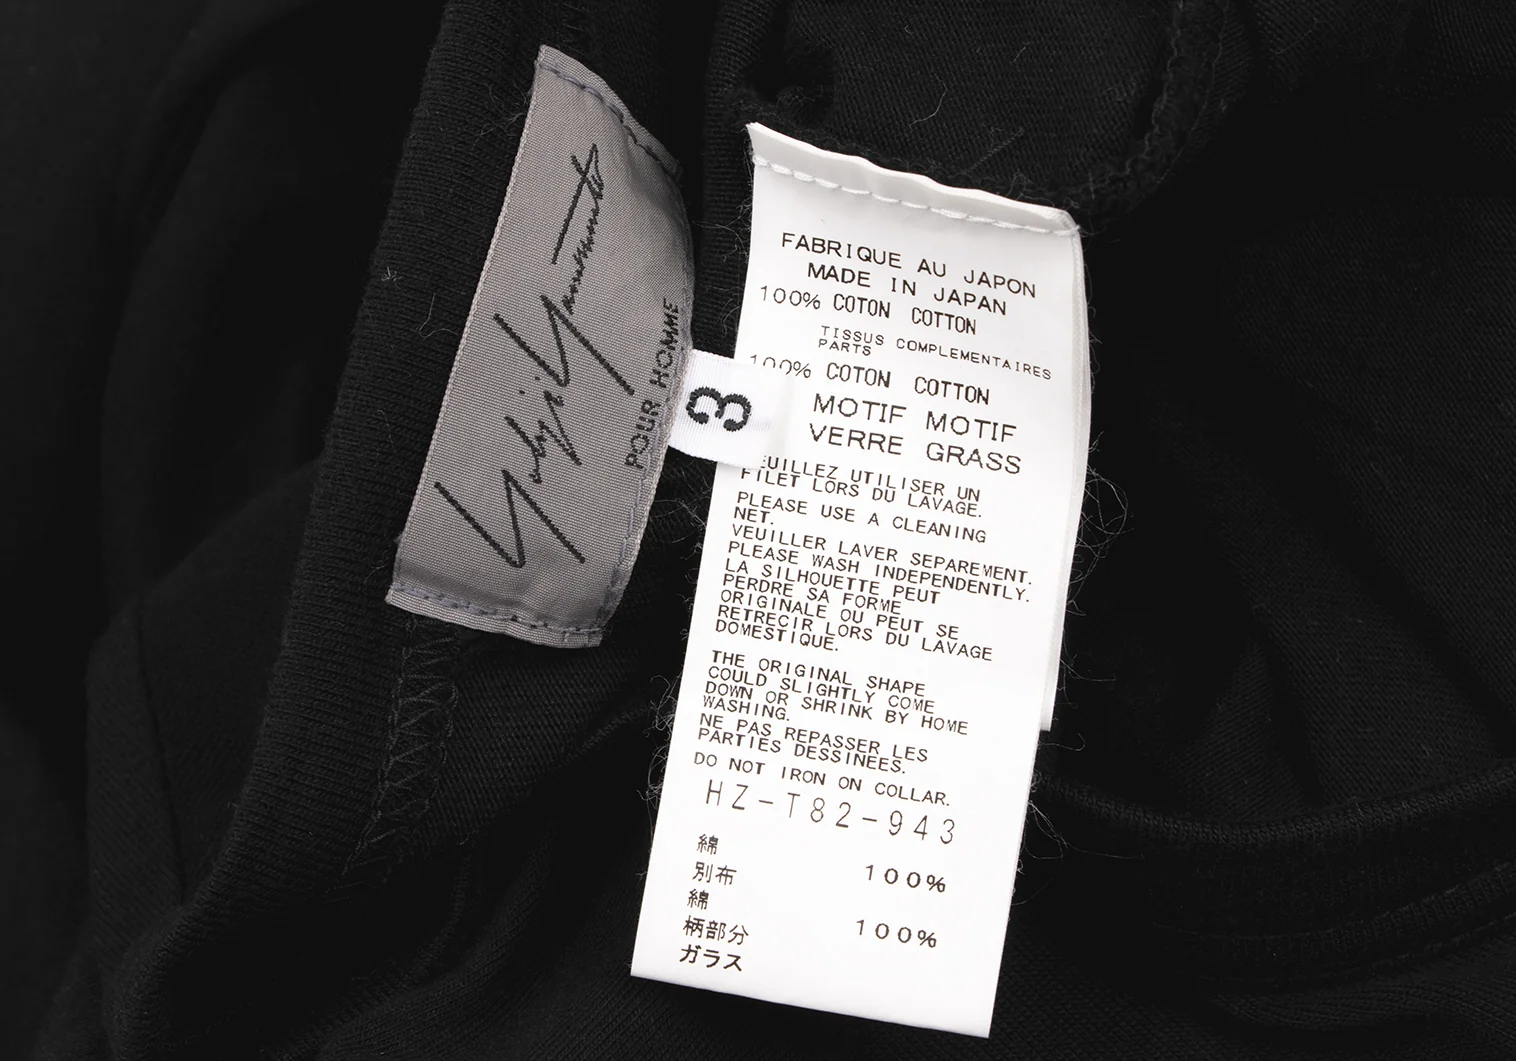 Yohji Yamamoto
POUR HOMME
3
FABRIQUE AU JAPON
MADE IN JAPAN
100% COTON COTTON
TISSUS COMPLEMENTAIRES
PARTS
100% COTON COTTON
MOTIF MOTIF
VERRE GRASS
EUILLEZ UTILISER UN
FILET LORS DU LAVAGE.
PLEASE USE A CLEANING
NET.
VEUILLER LAVER SEPAREMENT.
PLEASE WASH INDEPENDENTLY.
LA SILHOUETTE PEUT
PERDRE SA FORME
ORIGINALE OU PEUT SE
RETRECIR LORS DU LAVAGE
DOMESTIQUE.
THE ORIGINAL SHAPE
COULD SLIGHTLY COME
DOWN OR SHRINK BY HOME
WASHING.
NE PAS REPASSER LES
PARTIES DESSINEES.
DO NOT IRON ON COLLAR.
HZ-T82-943
綿 100%
別布
綿 100%
柄部分
ガラス